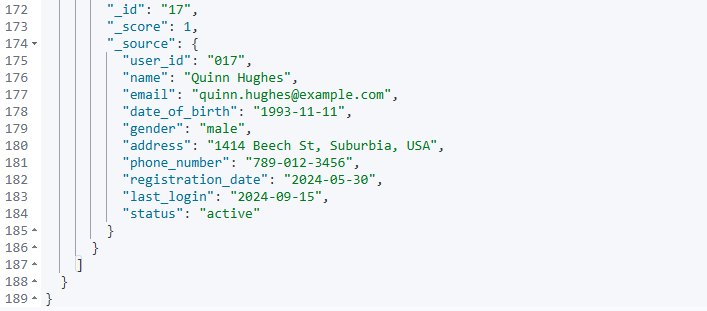 172 "_id": "17",
173 "_score": 1,
174 "_source": {
175 "user_id": "017",
176 "name": "Quinn Hughes",
177 "email": "quinn.hughes@example.com",
178 "date_of_birth": "1993-11-11",
179 "gender": "male",
180 "address": "1414 Beech St, Suburbia, USA",
181 "phone_number": "789-012-3456",
182 "registration_date": "2024-05-30",
183 "last_login": "2024-09-15",
184 "status": "active"
185 }
186 }
187 ]
188 }
189 }